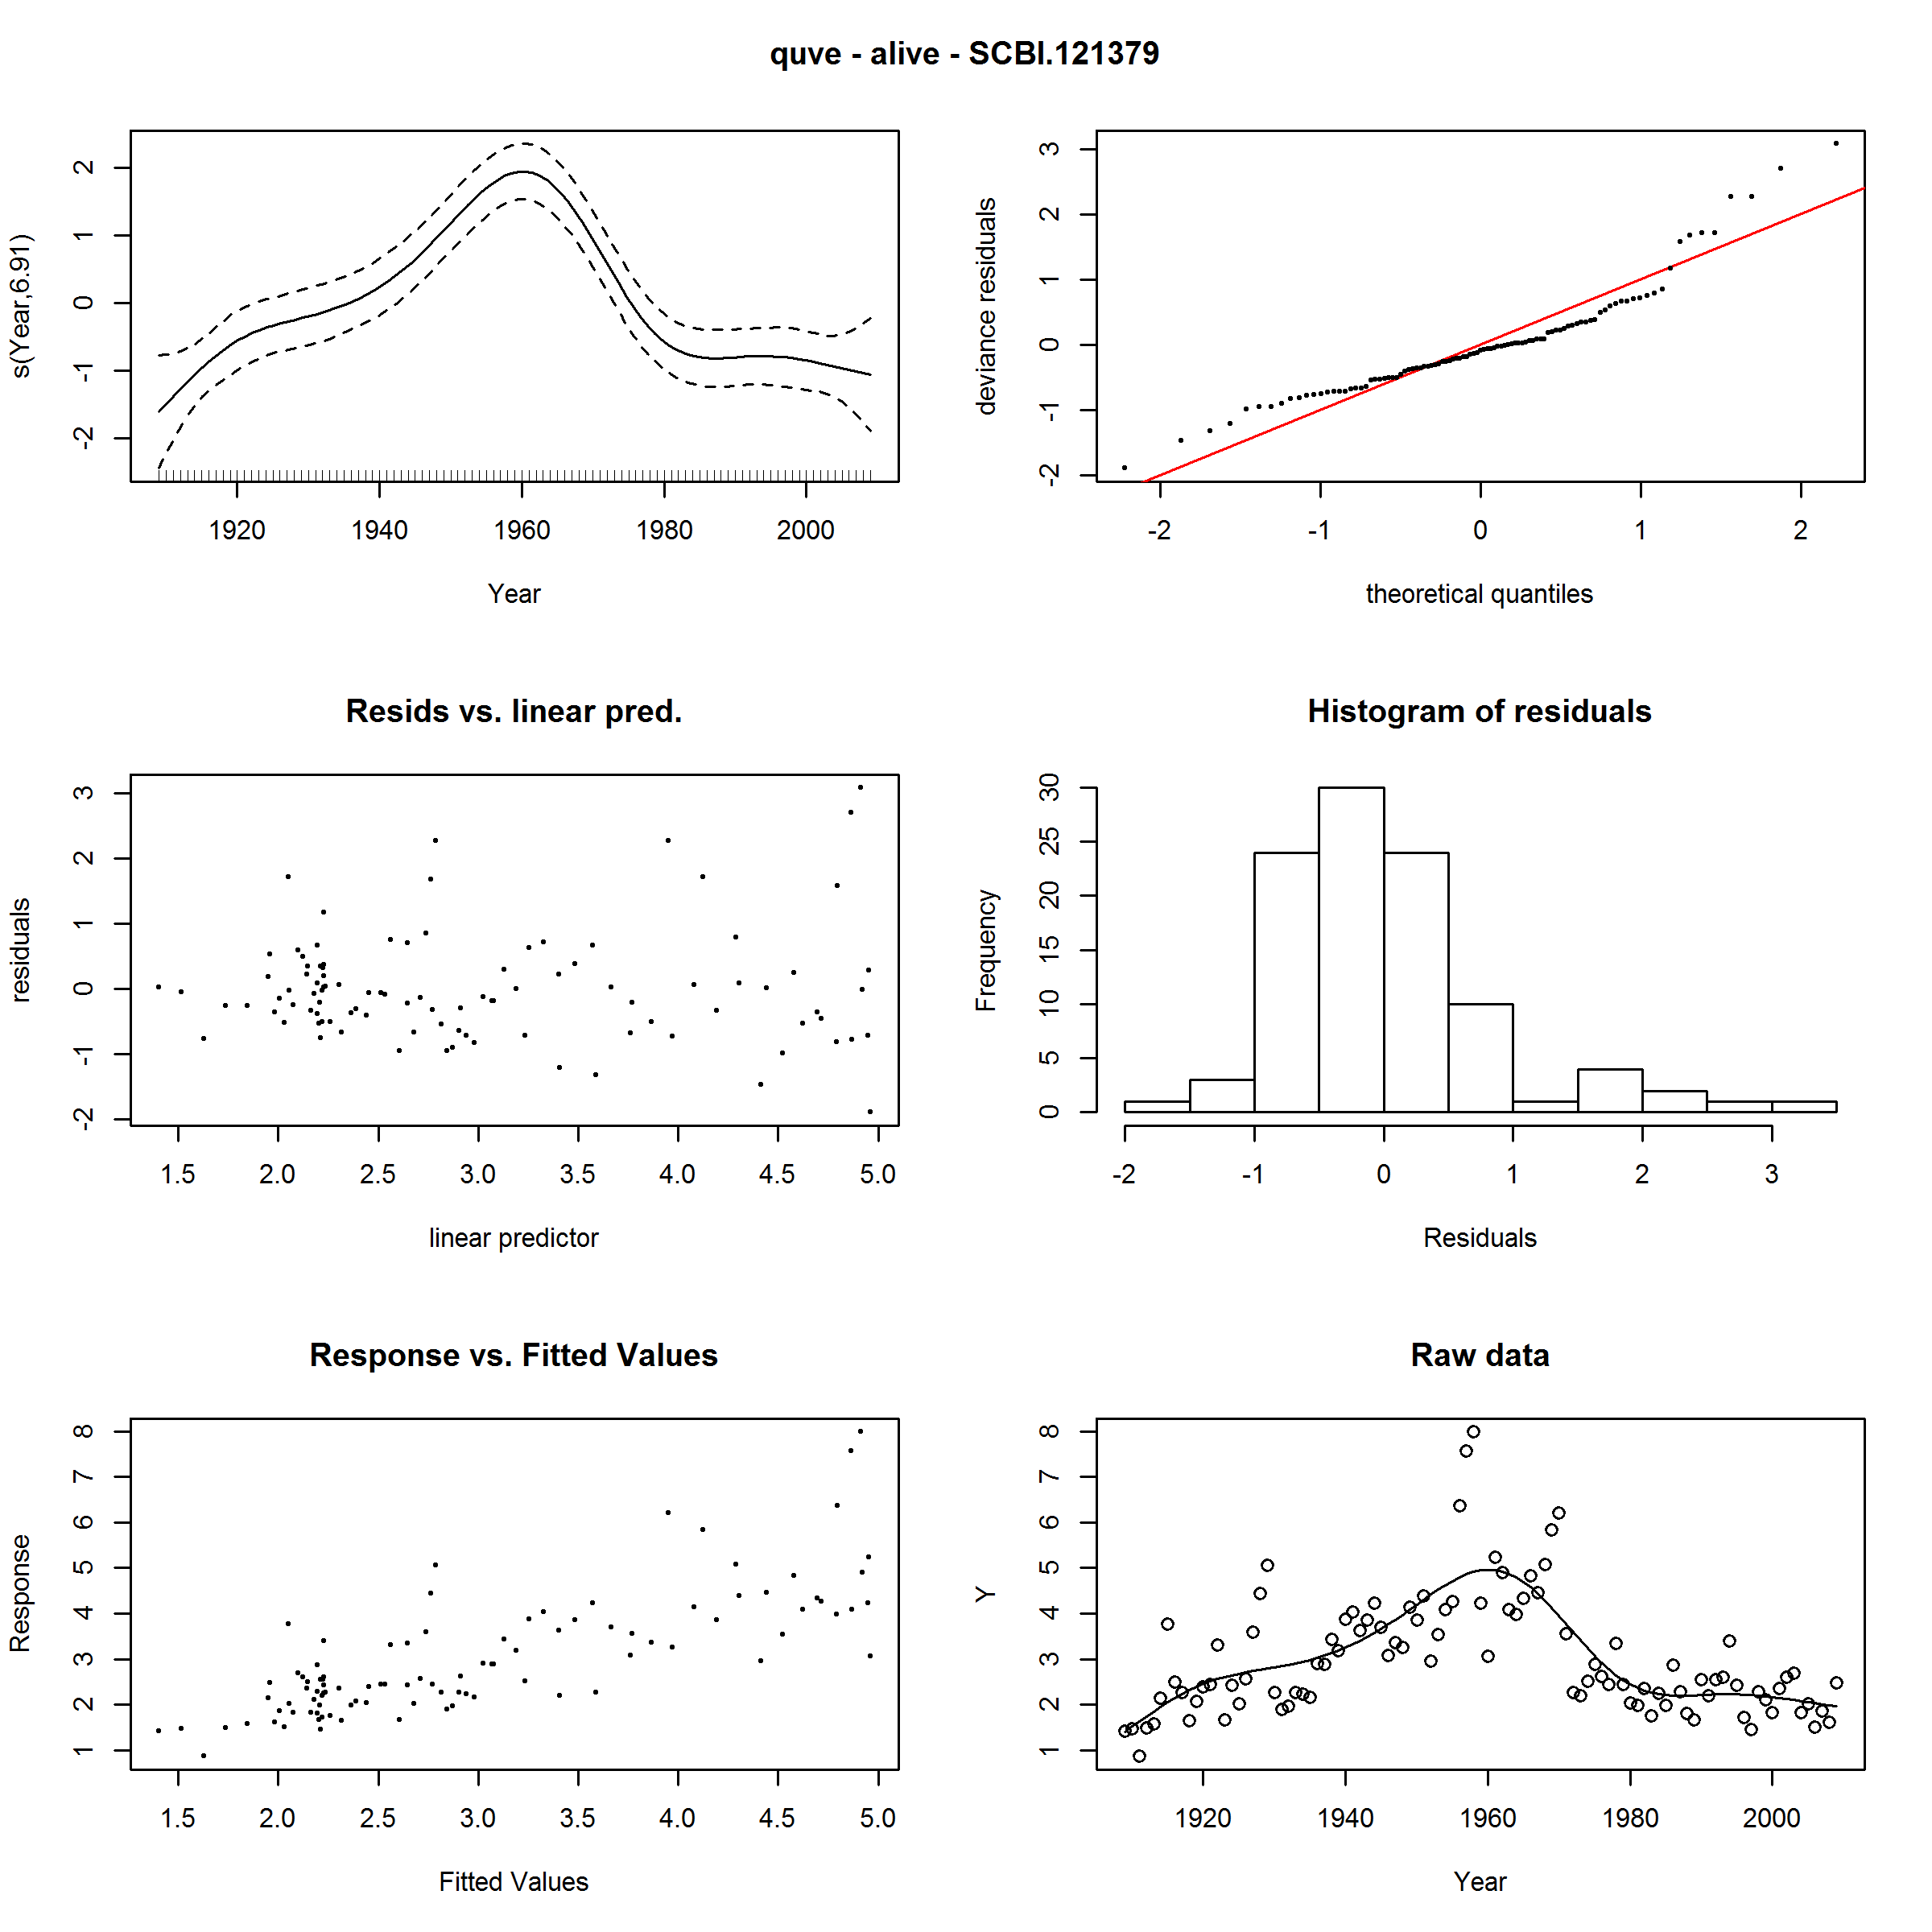 quve - alive - SCBI.121379
s(Year,6.91)
2
1
0
-1
-2
1920 1940 1960 1980 2000
Year
deviance residuals
3
2
1
0
-1
-2
-2 -1 0 1 2
theoretical quantiles
Resids vs. linear pred.
residuals
3
2
1
0
-1
-2
1.5 2.0 2.5 3.0 3.5 4.0 4.5 5.0
linear predictor
Histogram of residuals
Frequency
30
25
20
15
10
5
0
-2 -1 0 1 2 3
Residuals
Response vs. Fitted Values
Response
8
7
6
5
4
3
2
1
1.5 2.0 2.5 3.0 3.5 4.0 4.5 5.0
Fitted Values
Raw data
Y
8
7
6
5
4
3
2
1
1920 1940 1960 1980 2000
Year